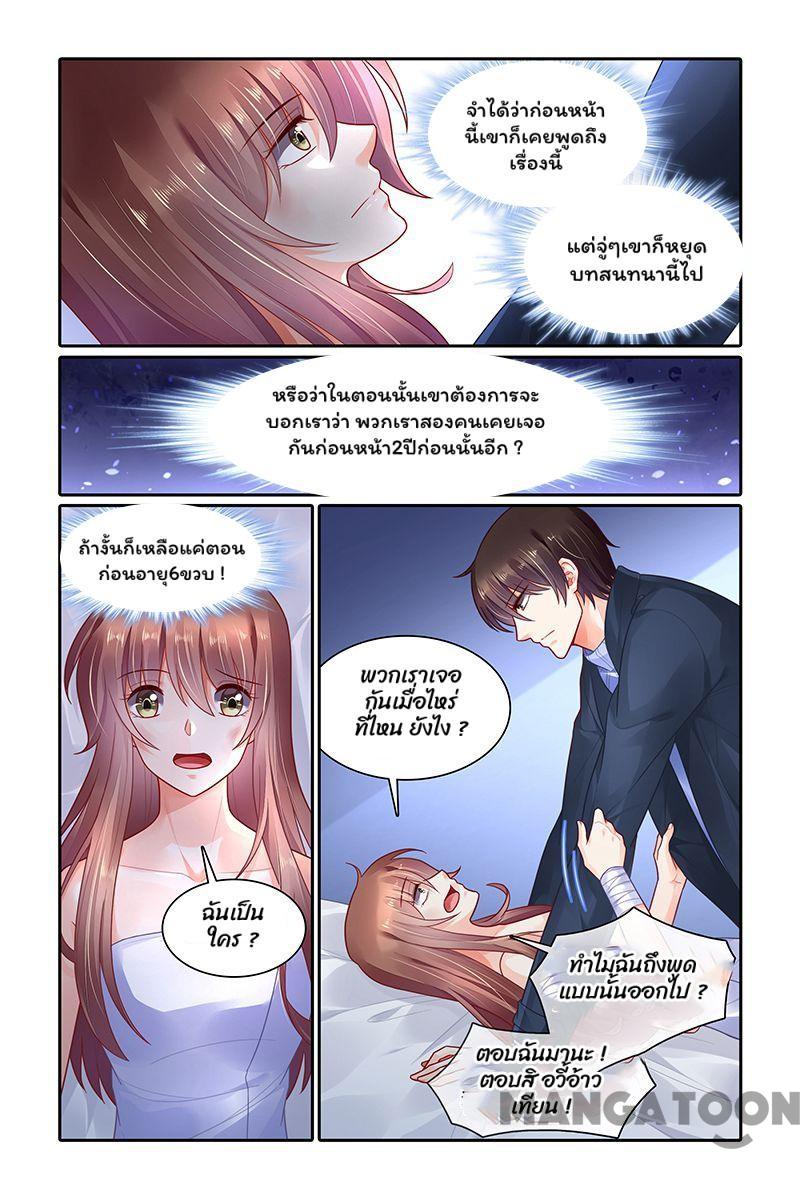 จำได้ว่าก่อนหน้า
นี้เขาก็เคยพูดถึง
เรื่องนี้
แต่จู่ๆเขาก็หยุด
บทสนทนานี้ไป
หรือว่าในตอนนั้นเขาต้องการจะ
บอกเราว่า พวกเราสองคนเคยเจอ
กันก่อนหน้า2ปีก่อนนั้นอีก ?
ถ้างั้นก็เหลือแค่ตอน
ก่อนอายุ6ขวบ !
พวกเราเจอ
กันเมื่อไหร่
ที่ไหน ยังไง ?
ฉันเป็น
ใคร ?
ทำไมฉันถึงพูด
แบบนั้นออกไป ?
ตอบฉันมานะ !
ตอบสิ อวี้อ้าว
เทียน !
MANGATOON